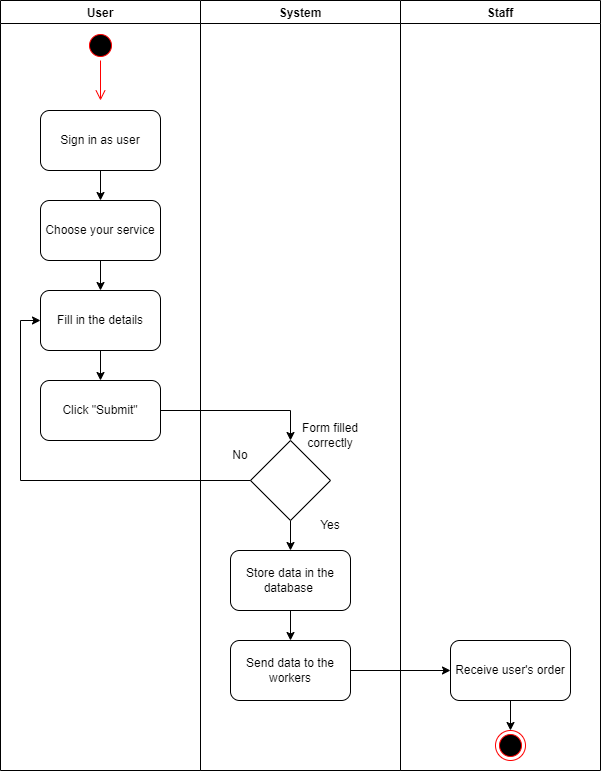 User
System
Staff
Sign in as user
Choose your service
Fill in the details
Click "Submit"
Form filled
correctly
No
Yes
Store data in the
database
Send data to the
workers
Receive user's order